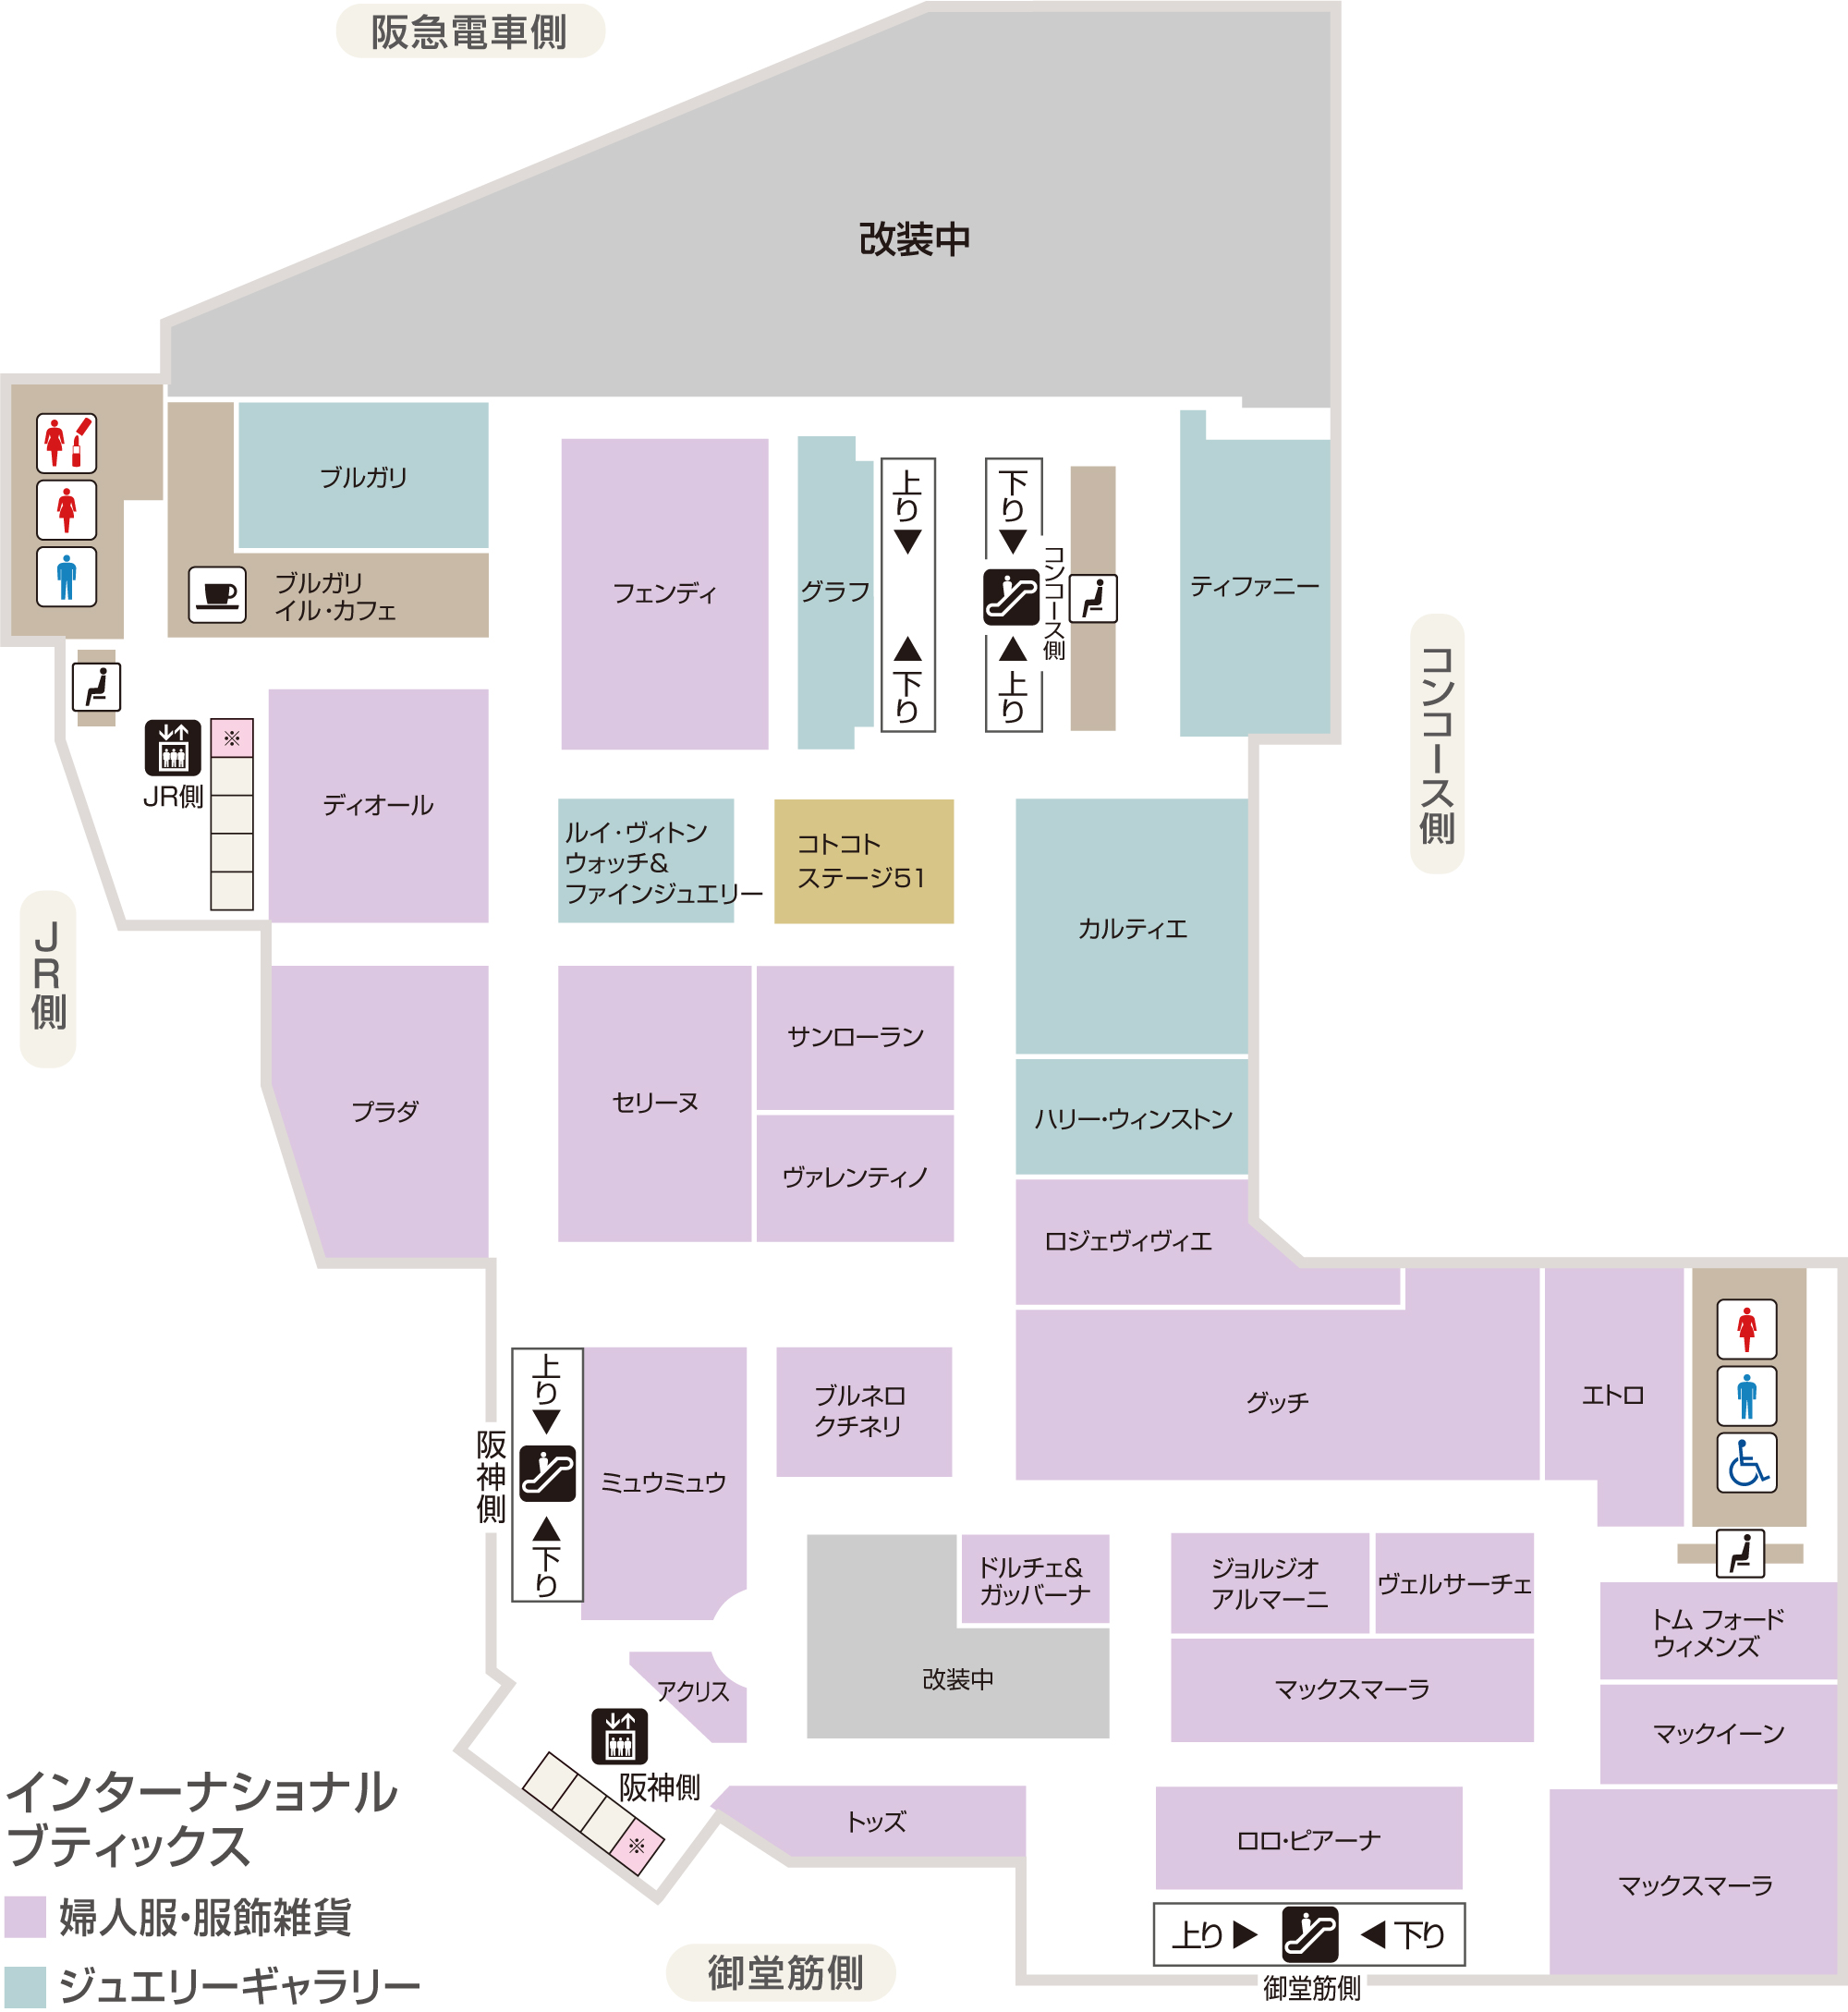 阪急電車側
改装中
ブルガリ
ブルガリ
イル・カフェ
フェンディ
グラフ
上り
下り
下り
上り
コンコース側
ティファニー
コンコース側
※
JR側
JR側
ディオール
ルイ・ヴィトン
ウォッチ&
ファインジュエリー
コトコト
ステージ51
カルティエ
プラダ
セリーヌ
サンローラン
ヴァレンティノ
ハリー・ウィンストン
ロジェヴィヴィエ
上り
下り
阪神側
ミュウミュウ
ブルネロ
クチネリ
グッチ
エトロ
ドルチェ&
ガッバーナ
改装中
ジョルジオ
アルマーニ
ヴェルサーチェ
マックスマーラ
トム フォード
ウィメンズ
マックイーン
アクリス
阪神側
※
トッズ
ロロ・ピアーナ
マックスマーラ
上り
下り
御堂筋側
御堂筋側
インターナショナル
ブティックス
婦人服・服飾雑貨
ジュエリーギャラリー